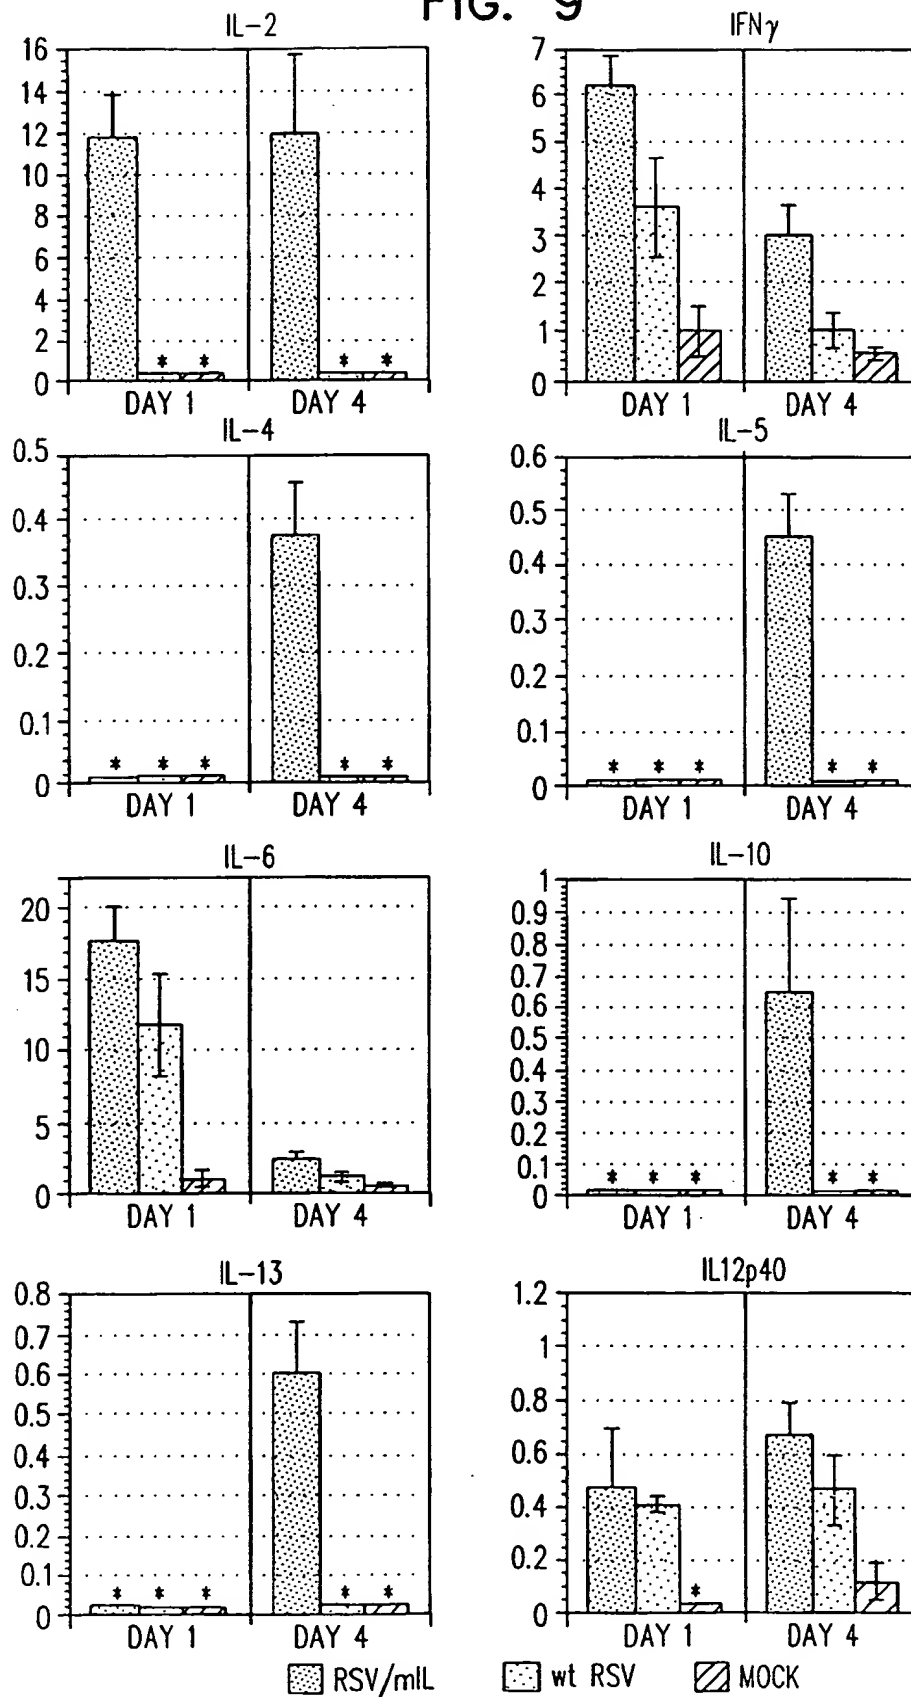 FIG. 9
IL-2
16
14
12
10
8
6
4
2
0
* * * *
DAY 1 DAY 4
IFNγ
7
6
5
4
3
2
1
0
DAY 1 DAY 4
IL-4
0.5
0.4
0.3
0.2
0.1
0
* * * * *
DAY 1 DAY 4
IL-5
0.6
0.5
0.4
0.3
0.2
0.1
0
* * * * *
DAY 1 DAY 4
IL-6
20
15
10
5
0
DAY 1 DAY 4
IL-10
1
0.9
0.8
0.7
0.6
0.5
0.4
0.3
0.2
0.1
0
* * * * *
DAY 1 DAY 4
IL-13
0.8
0.7
0.6
0.5
0.4
0.3
0.2
0.1
0
* * * * *
DAY 1 DAY 4
IL12p40
1.2
1
0.8
0.6
0.4
0.2
0
*
DAY 1 DAY 4
RSV/mIL wt RSV MOCK